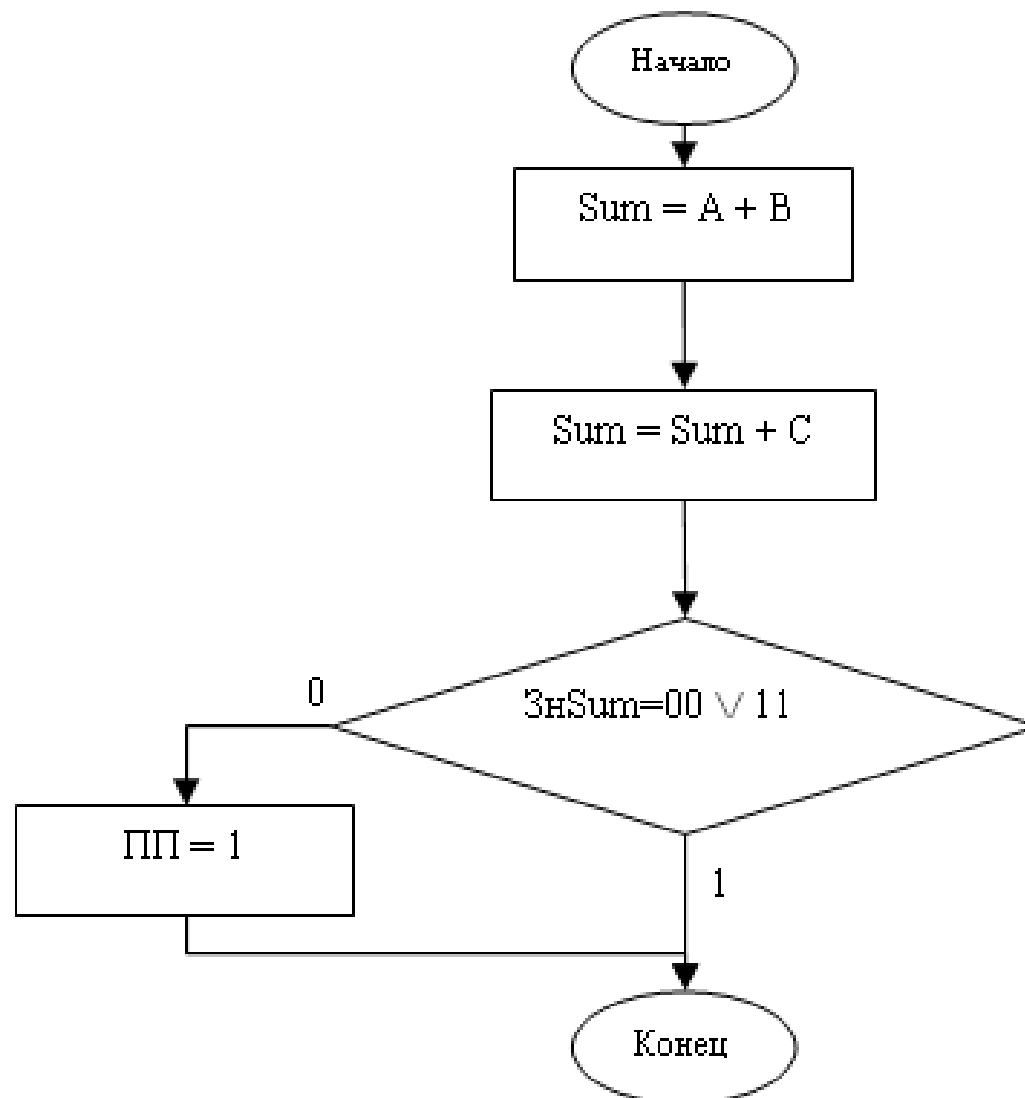 Начало
Sum = A + B
Sum = Sum + C
ЗнSum=00 ∨ 11
0
ПП = 1
1
Конец